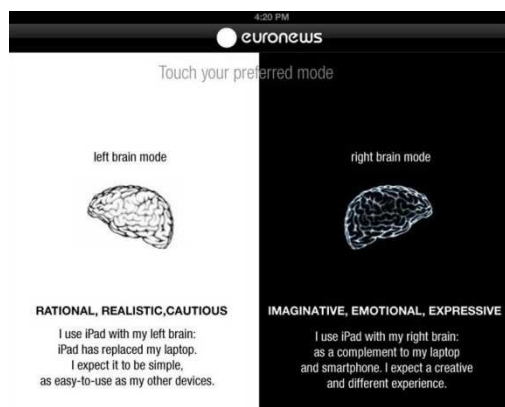 4:20 PM
euronews
Touch your preferred mode
left brain mode
RATIONAL, REALISTIC,CAUTIOUS
I use iPad with my left brain:
iPad has replaced my laptop.
I expect it to be simple,
as easy-to-use as my other devices.
right brain mode
IMAGINATIVE, EMOTIONAL, EXPRESSIVE
I use iPad with my right brain:
as a complement to my laptop
and smartphone. I expect a creative
and different experience.